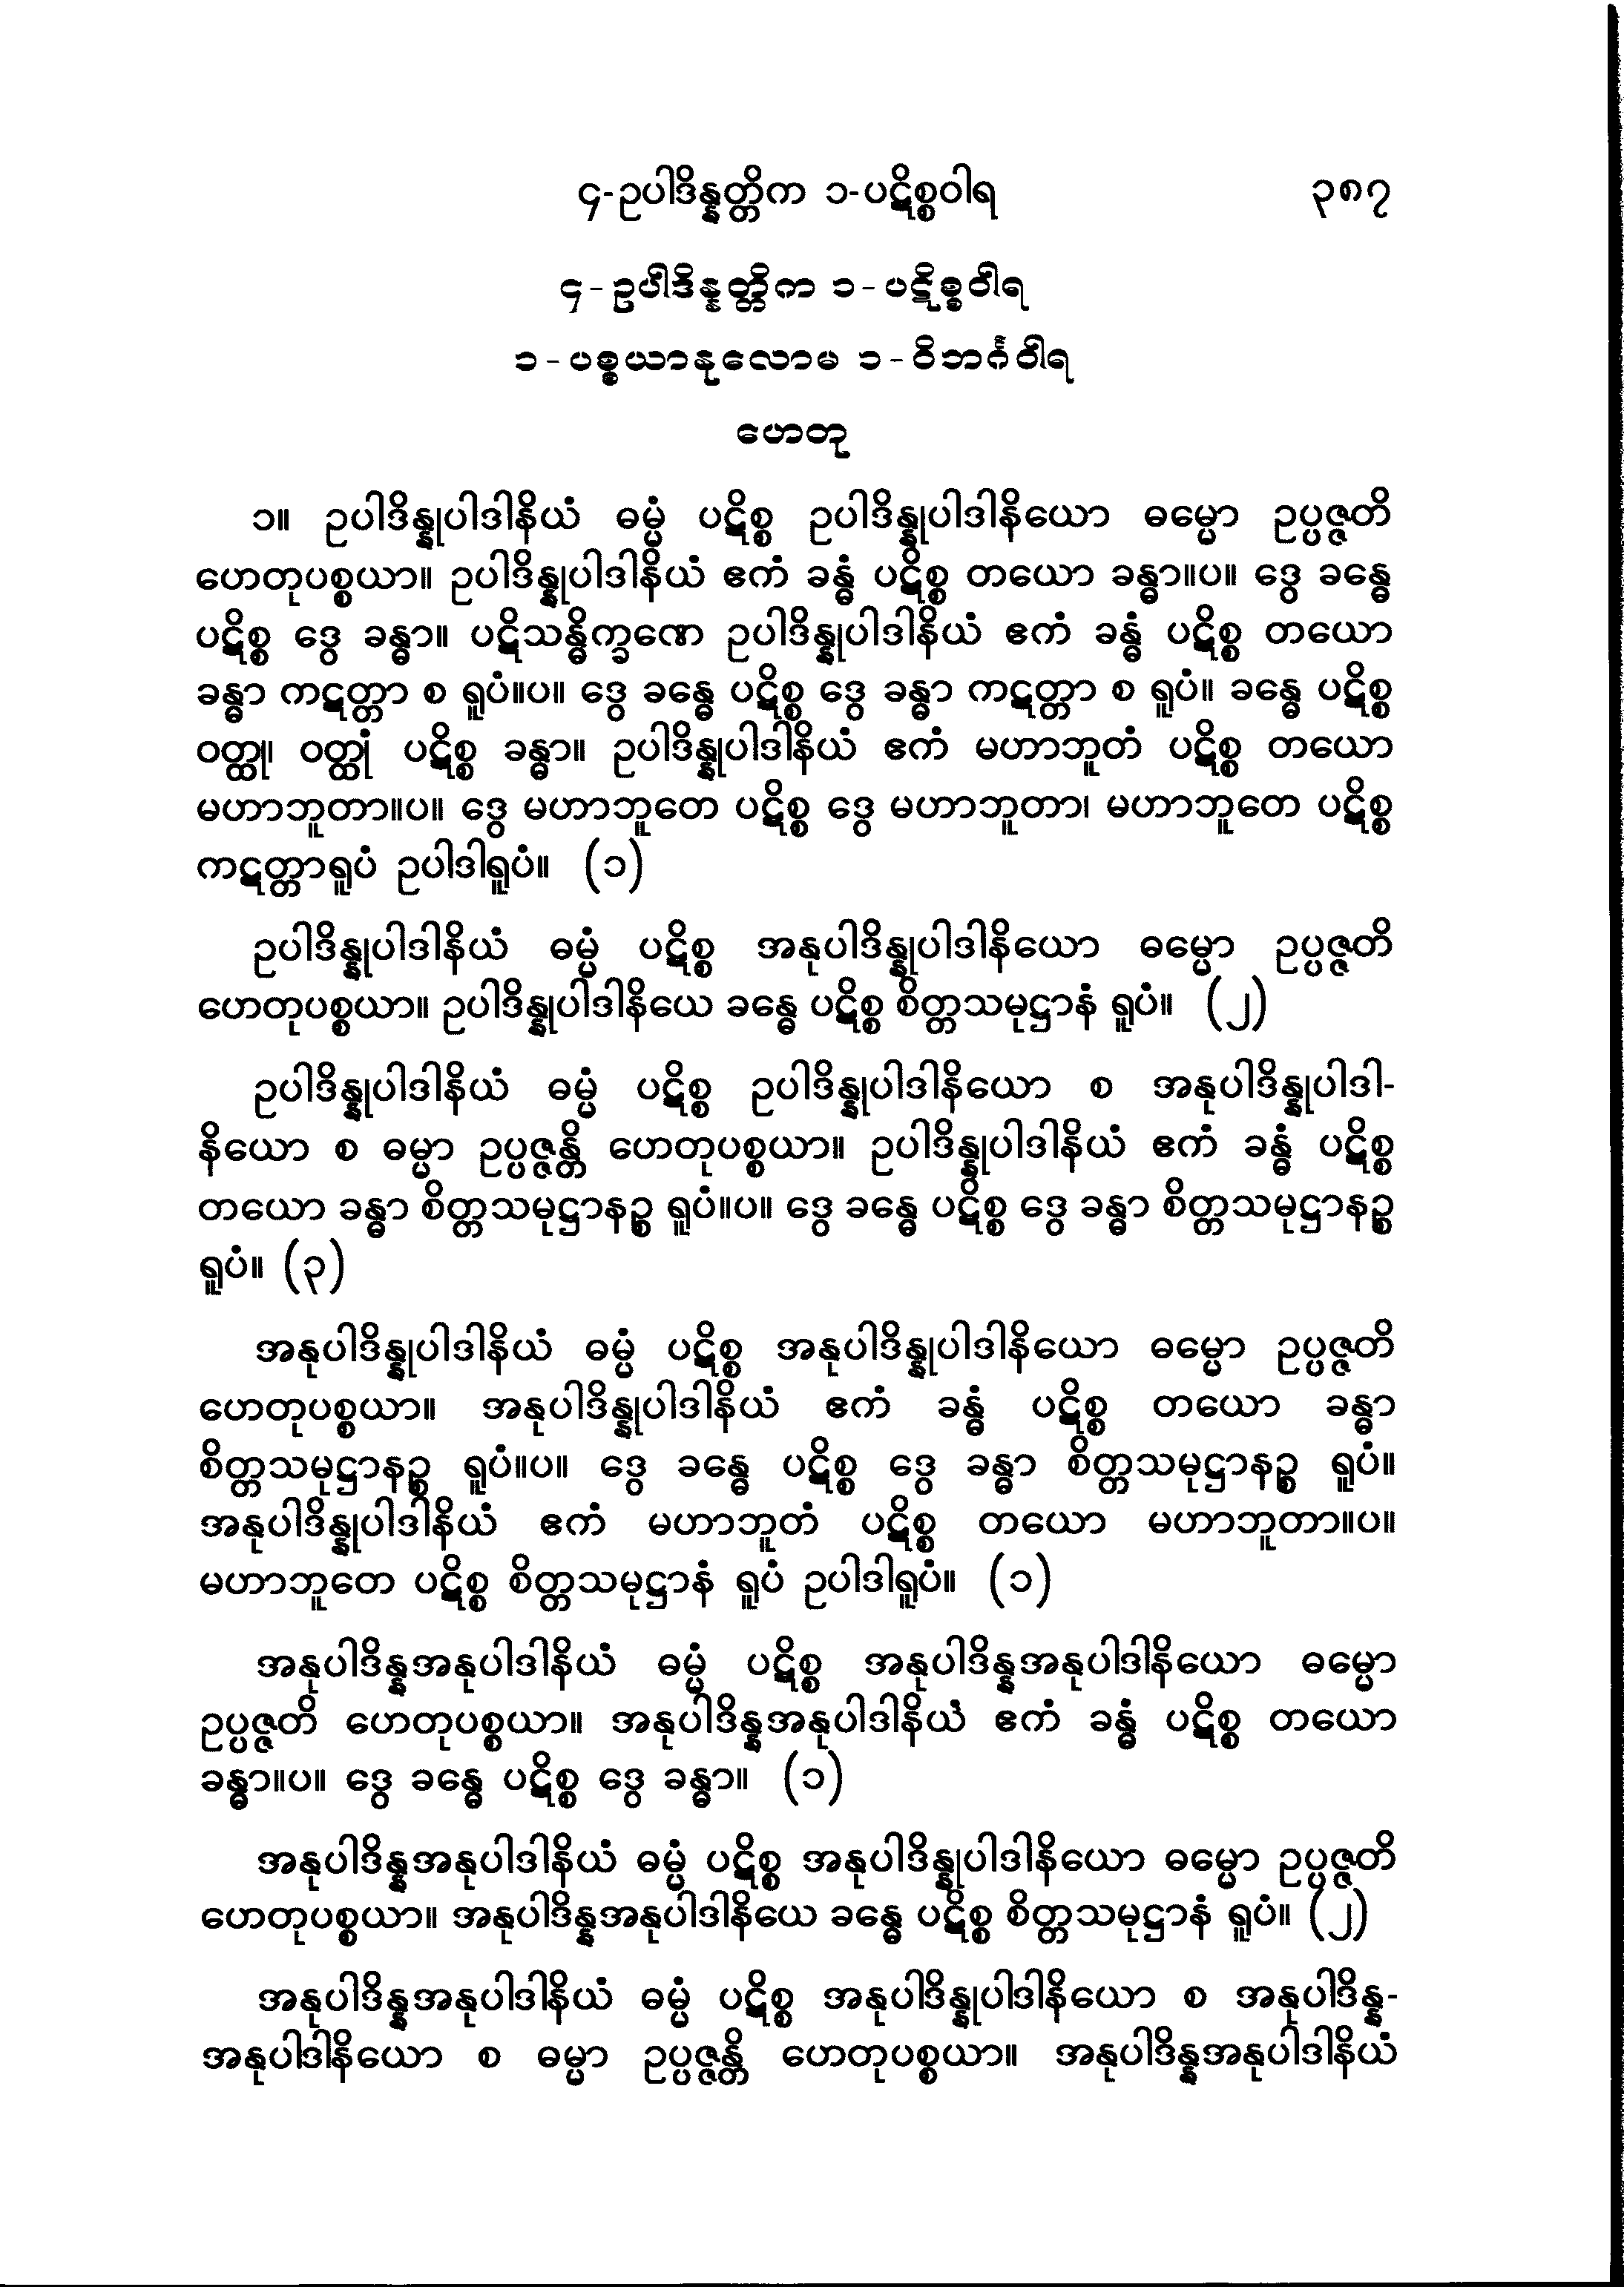 ၄-ဥပါဒိန္နတ္တိက ၁-ပဋိစ္စဝါရ ၃၈၇
၄-ဥပါဒိန္နတ္တိက ၁-ပဋိစ္စဝါရ
၁-ပစ္စယာနုလောမ ၁-ဝိဘင်္ဂဝါရ
ဟေတု
၁။ ဥပါဒိန္နုပါဒါနိယံ ဓမ္မံ ပဋိစ္စ ဥပါဒိန္နုပါဒါနိယော ဓမ္မော ဥပ္ပဇ္ဇတိ
ဟေတုပစ္စယာ။ ဥပါဒိန္နုပါဒါနိယံ ဧကံ ခန္ဓံ ပဋိစ္စ တယော ခန္ဓာ။ပ။ ဒွေ ခန္ဓေ
ပဋိစ္စ ဒွေ ခန္ဓာ။ ပဋိသန္ဓိက္ခဏေ ဥပါဒိန္နုပါဒါနိယံ ဧကံ ခန္ဓံ ပဋိစ္စ တယော
ခန္ဓာ ကဋတ္တာ စ ရူပံ။ပ။ ဒွေ ခန္ဓေ ပဋိစ္စ ဒွေ ခန္ဓာ ကဋတ္တာ စ ရူပံ။ ခန္ဓေ ပဋိစ္စ
ဝတ္ထု၊ ဝတ္ထုံ ပဋိစ္စ ခန္ဓာ။ ဥပါဒိန္နုပါဒါနိယံ ဧကံ မဟာဘူတံ ပဋိစ္စ တယော
မဟာဘူတာ။ပ။ ဒွေ မဟာဘူတေ ပဋိစ္စ ဒွေ မဟာဘူတာ၊ မဟာဘူတေ ပဋိစ္စ
ကဋတ္တာရူပံ ဥပါဒါရူပံ။ (၁)
ဥပါဒိန္နုပါဒါနိယံ ဓမ္မံ ပဋိစ္စ အနုပါဒိန္နုပါဒါနိယော ဓမ္မော ဥပ္ပဇ္ဇတိ
ဟေတုပစ္စယာ။ ဥပါဒိန္နုပါဒါနိယေ ခန္ဓေ ပဋိစ္စ စိတ္တသမုဋ္ဌာနံ ရူပံ။ (၂)
ဥပါဒိန္နုပါဒါနိယံ ဓမ္မံ ပဋိစ္စ ဥပါဒိန္နုပါဒါနိယော စ အနုပါဒိန္နုပါဒါ-
နိယော စ ဓမ္မာ ဥပ္ပဇ္ဇန္တိ ဟေတုပစ္စယာ။ ဥပါဒိန္နုပါဒါနိယံ ဧကံ ခန္ဓံ ပဋိစ္စ
တယော ခန္ဓာ စိတ္တသမုဋ္ဌာနဉ္စ ရူပံ။ပ။ ဒွေ ခန္ဓေ ပဋိစ္စ ဒွေ ခန္ဓာ စိတ္တသမုဋ္ဌာနဉ္စ
ရူပံ။ (၃)
အနုပါဒိန္နုပါဒါနိယံ ဓမ္မံ ပဋိစ္စ အနုပါဒိန္နုပါဒါနိယော ဓမ္မော ဥပ္ပဇ္ဇတိ
ဟေတုပစ္စယာ။ အနုပါဒိန္နုပါဒါနိယံ ဧကံ ခန္ဓံ ပဋိစ္စ တယော ခန္ဓာ
စိတ္တသမုဋ္ဌာနဉ္စ ရူပံ။ပ။ ဒွေ ခန္ဓေ ပဋိစ္စ ဒွေ ခန္ဓာ စိတ္တသမုဋ္ဌာနဉ္စ ရူပံ။
အနုပါဒိန္နုပါဒါနိယံ ဧကံ မဟာဘူတံ ပဋိစ္စ တယော မဟာဘူတာ။ပ။
မဟာဘူတေ ပဋိစ္စ စိတ္တသမုဋ္ဌာနံ ရူပံ ဥပါဒါရူပံ။ (၁)
အနုပါဒိန္နအနုပါဒါနိယံ ဓမ္မံ ပဋိစ္စ အနုပါဒိန္နအနုပါဒါနိယော ဓမ္မော
ဥပ္ပဇ္ဇတိ ဟေတုပစ္စယာ။ အနုပါဒိန္နအနုပါဒါနိယံ ဧကံ ခန္ဓံ ပဋိစ္စ တယော
ခန္ဓာ။ပ။ ဒွေ ခန္ဓေ ပဋိစ္စ ဒွေ ခန္ဓာ။ (၁)
အနုပါဒိန္နအနုပါဒါနိယံ ဓမ္မံ ပဋိစ္စ အနုပါဒိန္နုပါဒါနိယော ဓမ္မော ဥပ္ပဇ္ဇတိ
ဟေတုပစ္စယာ။ အနုပါဒိန္နအနုပါဒါနိယေ ခန္ဓေ ပဋိစ္စ စိတ္တသမုဋ္ဌာနံ ရူပံ။ (၂)
အနုပါဒိန္နအနုပါဒါနိယံ ဓမ္မံ ပဋိစ္စ အနုပါဒိန္နုပါဒါနိယော စ အနုပါဒိန္န-
အနုပါဒါနိယော စ ဓမ္မာ ဥပ္ပဇ္ဇန္တိ ဟေတုပစ္စယာ။ အနုပါဒိန္နအနုပါဒါနိယံ